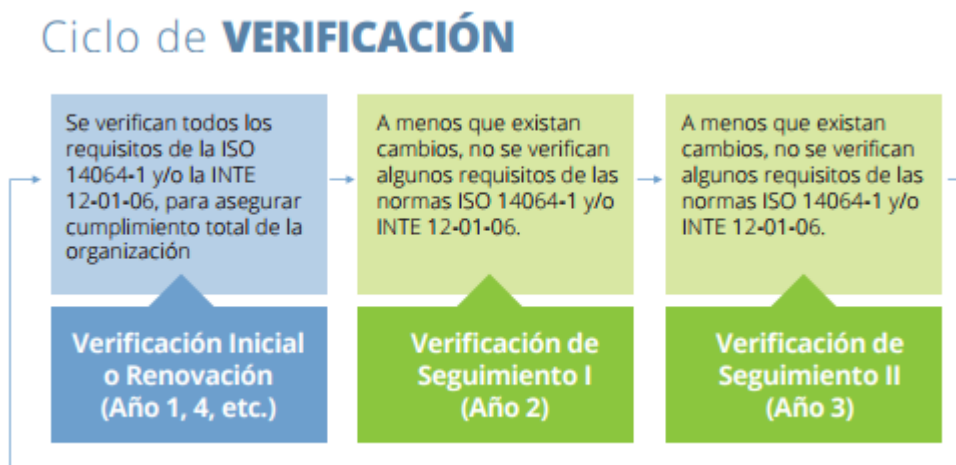 Ciclo de VERIFICACIÓN
Se verifican todos los
requisitos de la ISO
14064-1 y/o la INTE
12-01-06, para asegurar
cumplimiento total de la
organización
A menos que existan
cambios, no se verifican
algunos requisitos de las
normas ISO 14064-1 y/o
INTE 12-01-06.
A menos que existan
cambios, no se verifican
algunos requisitos de las
normas ISO 14064-1 y/o
INTE 12-01-06.
Verificación Inicial
o Renovación
(Año 1, 4, etc.)
Verificación de
Seguimiento I
(Año 2)
Verificación de
Seguimiento II
(Año 3)